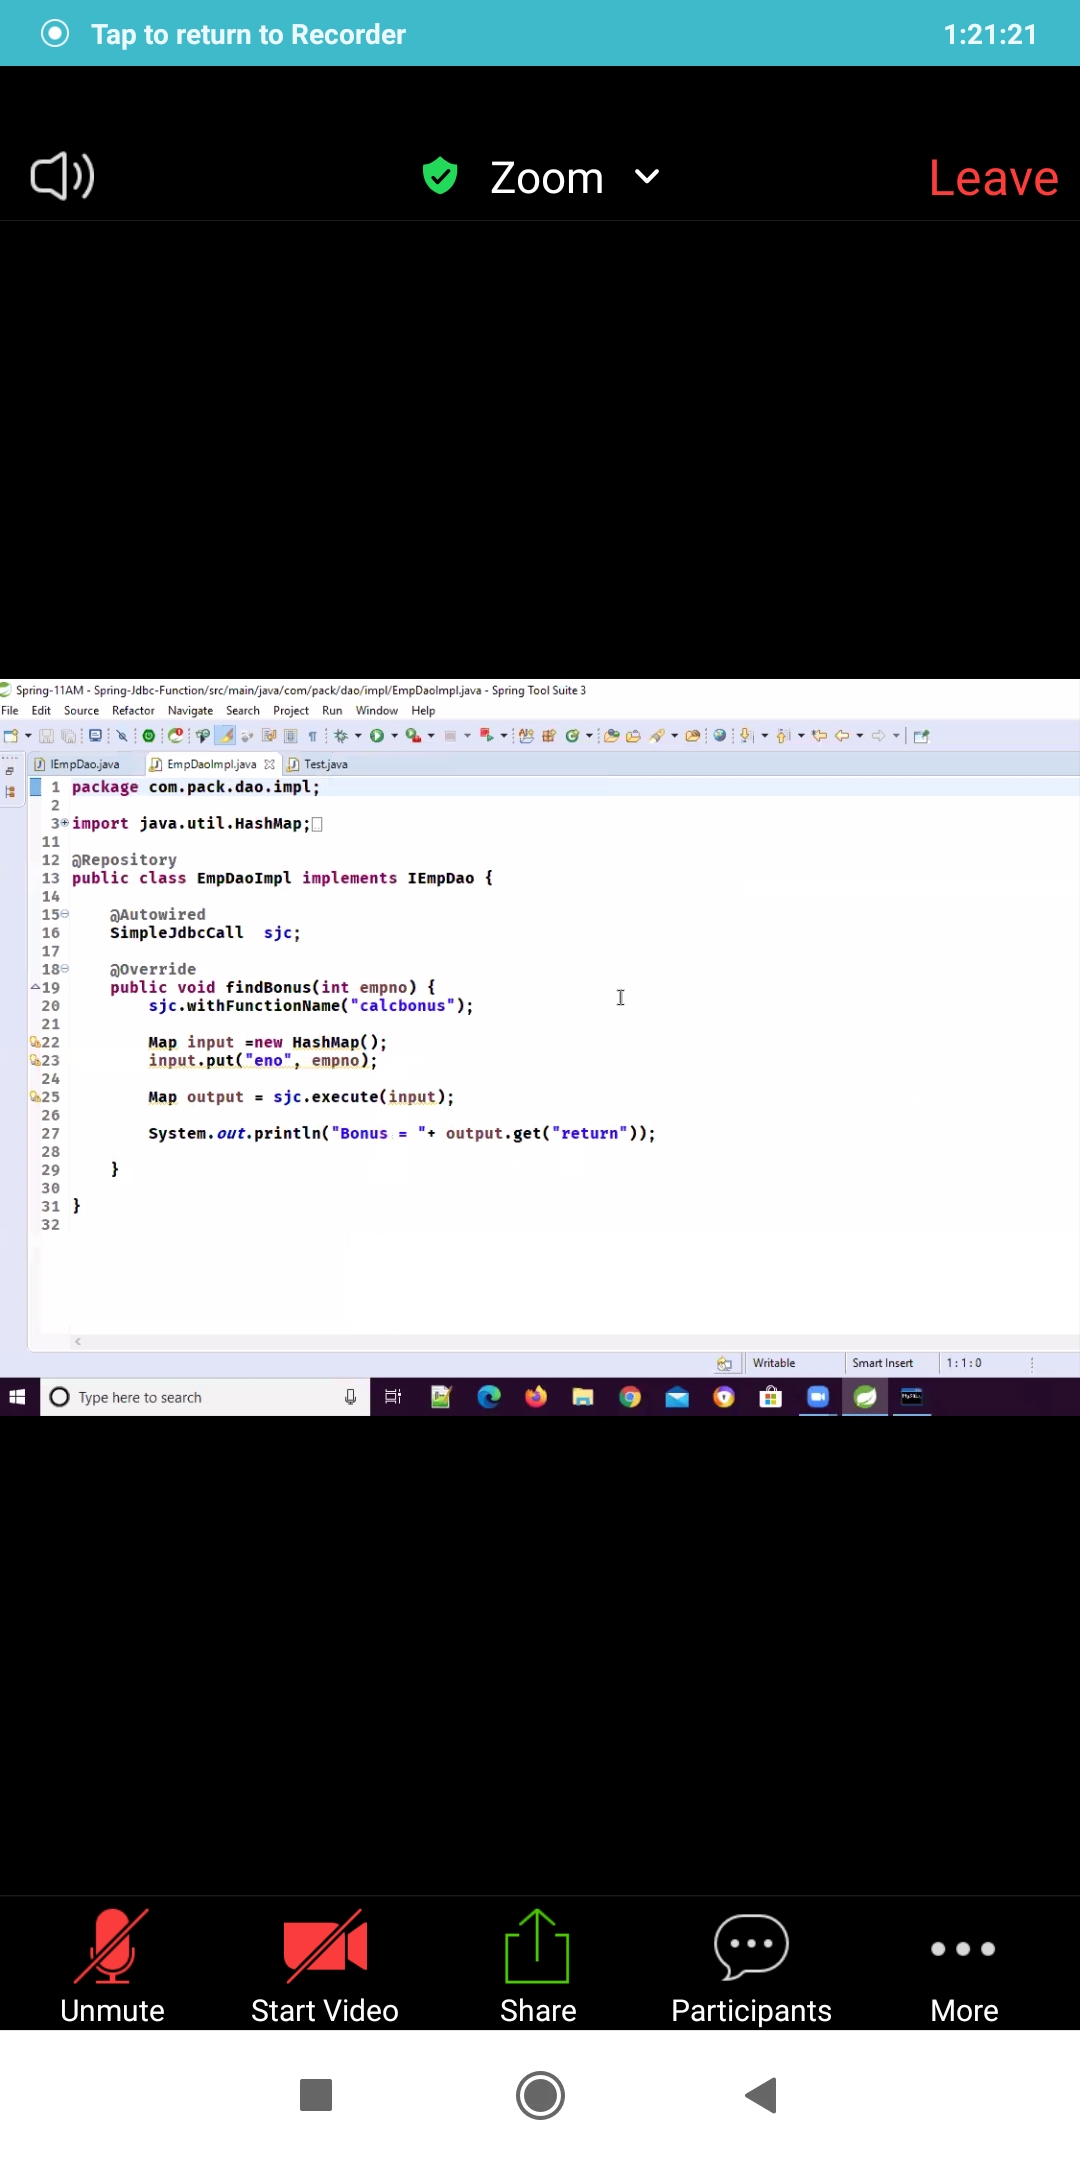 Tap to return to Recorder 1:21:21
Zoom Leave
Spring-11AM - Spring-Jdbc-Function/src/main/java/com/pack/dao/impl/EmpDaoImpl.java - Spring Tool Suite 3
File Edit Source Refactor Navigate Search Project Run Window Help
IEmpDao.java EmpDaoImpl.java Test.java
1 package com.pack.dao.impl;
2
3 import java.util.HashMap;
11
12 @Repository
13 public class EmpDaoImpl implements IEmpDao {
14
15 @Autowired
16 SimpleJdbcCall sjc;
17
18 @Override
19 public void findBonus(int empno) {
20 sjc.withFunctionName("calcbonus");
21
22 Map input =new HashMap();
23 input.put("eno", empno);
24
25 Map output = sjc.execute(input);
26
27 System.out.println("Bonus = "+ output.get("return"));
28
29 }
30
31 }
32
Writable Smart Insert 1:1:0
Type here to search
Unmute Start Video Share Participants More